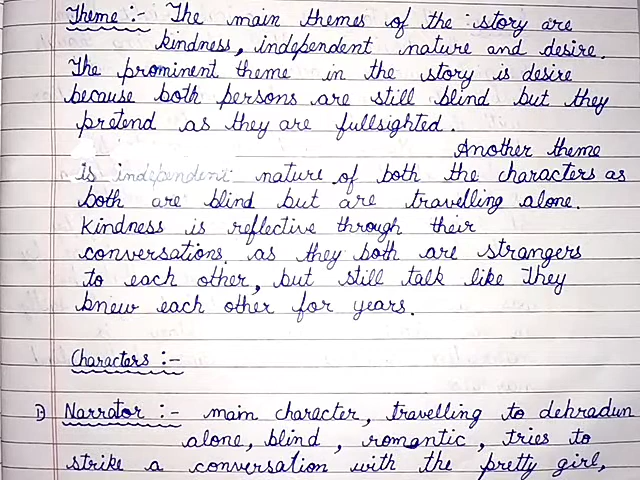 Theme :- The main themes of the story are
kindness, independent nature and desire.
The prominent theme in the story is desire
because both persons are still blind but they
pretend as they are fullsighted.
Another theme
is independent nature of both the characters as
both are blind but are travelling alone.
Kindness is reflective through their
conversations as they both are strangers
to each other, but still talk like they
knew each other for years.
Characters :-
1) Narrator :- main character, travelling to dehradun
alone, blind, romantic, tries to
strike a conversation with the pretty girl,